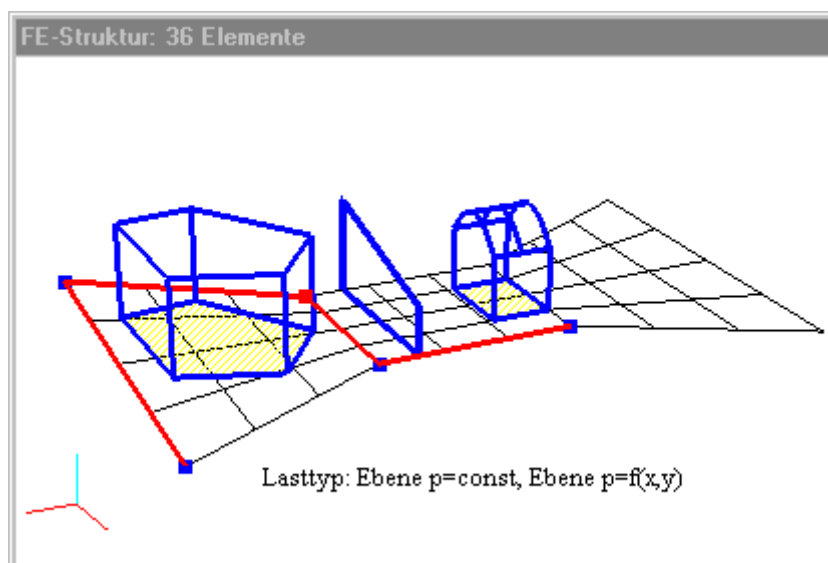 FE-Struktur: 36 Elemente
Lasttyp: Ebene p=const, Ebene p=f(x,y)